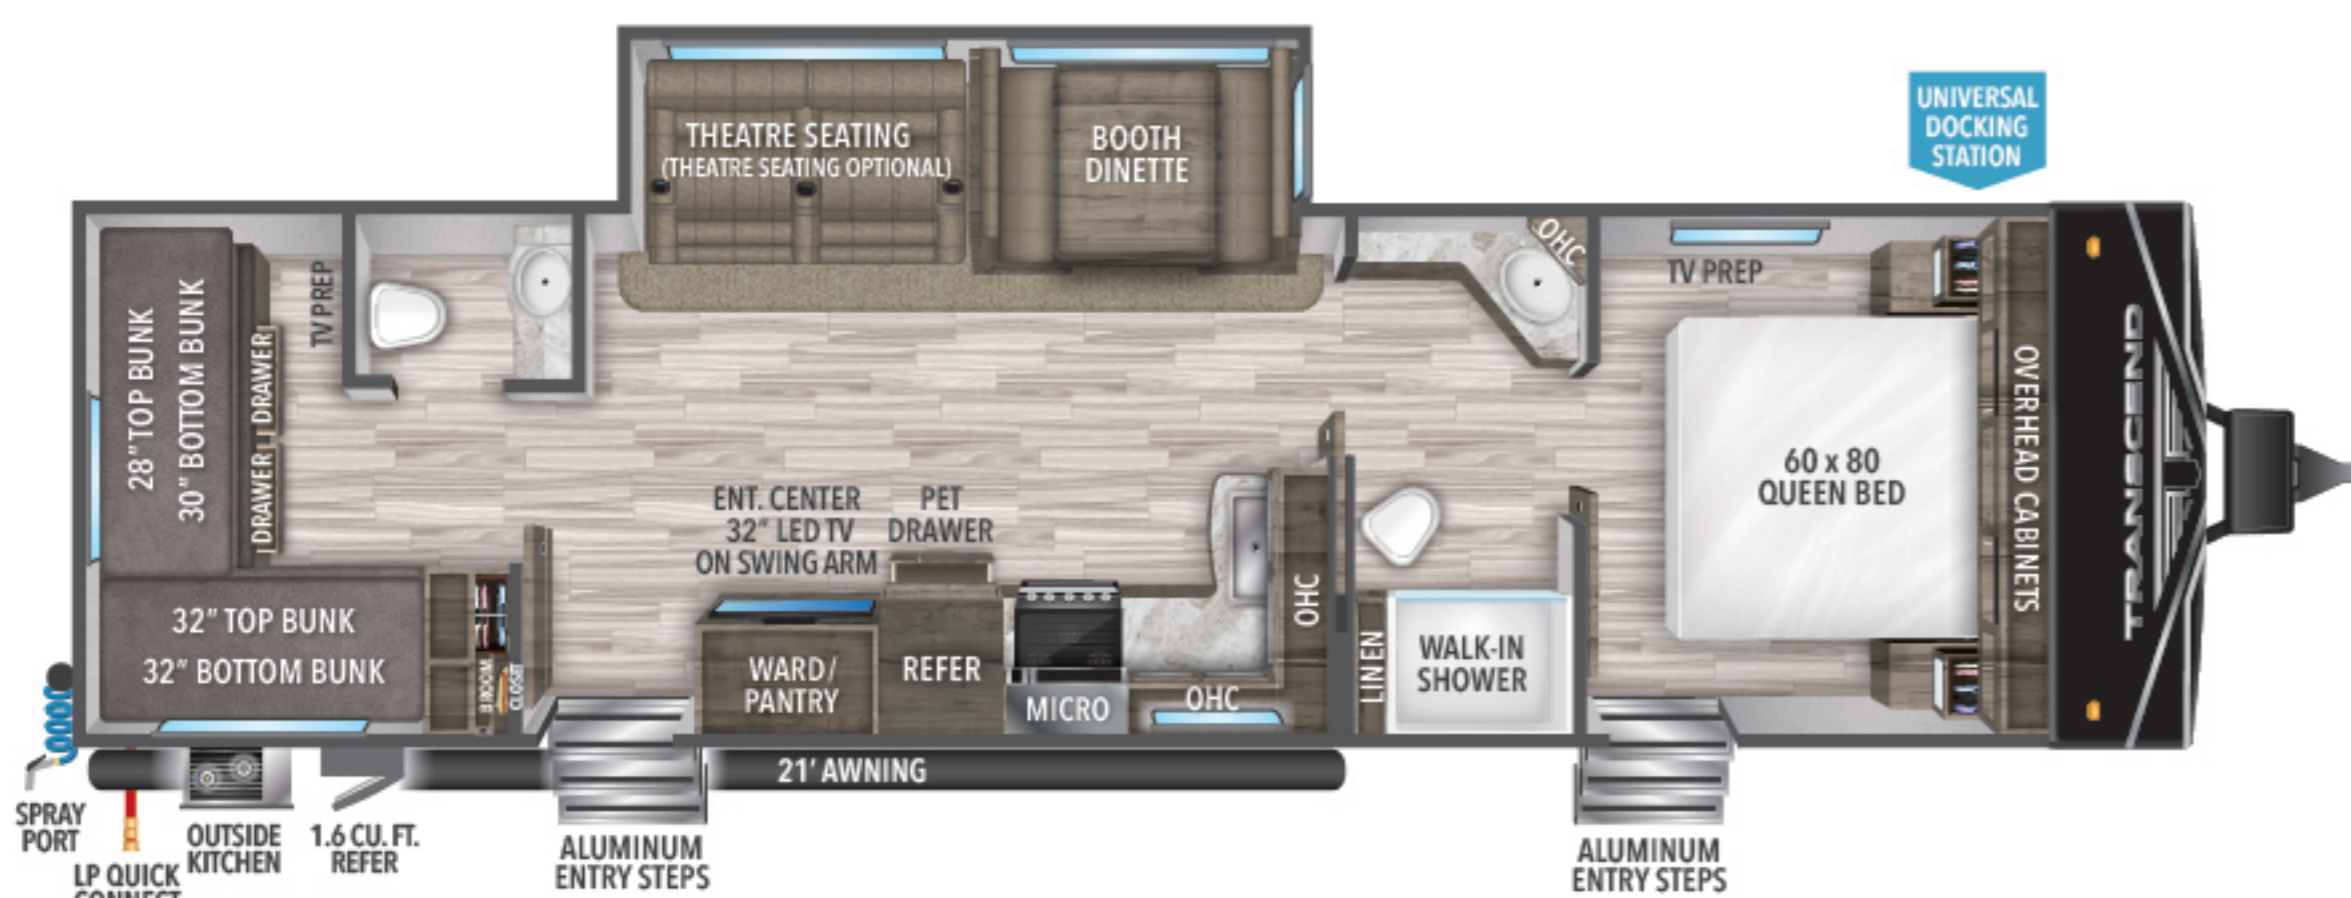 UNIVERSAL
DOCKING
STATION
THEATRE SEATING
(THEATRE SEATING OPTIONAL)
BOOTH
DINETTE
OHC
TV PREP
TV PREP
28" TOP BUNK
30" BOTTOM BUNK
DRAWER
DRAWER
OVERHEAD CABINETS
TRANSCEND
60 x 80
QUEEN BED
ENT. CENTER
32" LED TV
ON SWING ARM
PET
DRAWER
OHC
32" TOP BUNK
32" BOTTOM BUNK
BROOM
CLOSET
WARD/
PANTRY
REFER
MICRO
OHC
LINEN
WALK-IN
SHOWER
21' AWNING
SPRAY
PORT
LP QUICK
CONNECT
OUTSIDE
KITCHEN
1.6 CU. FT.
REFER
ALUMINUM
ENTRY STEPS
ALUMINUM
ENTRY STEPS